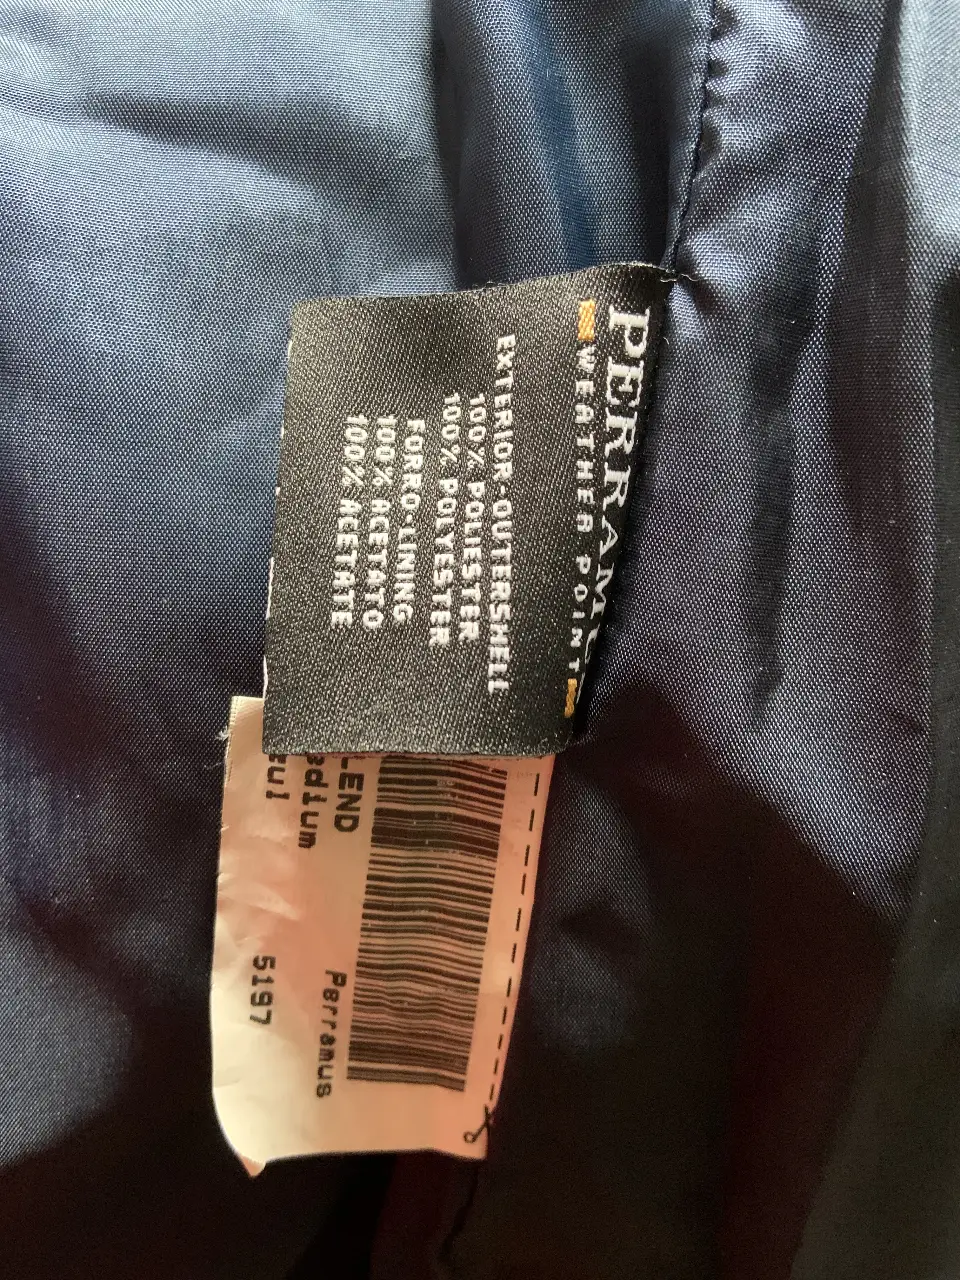 PERRAMUS
WEATHER POINT
EXTERIOR-OUTERSHELL
100% POLIESTER
100% POLYESTER
FORRO-LINING
100% ACETATO
100% ACETATE
LEND
Perramus
edium
zul
5197